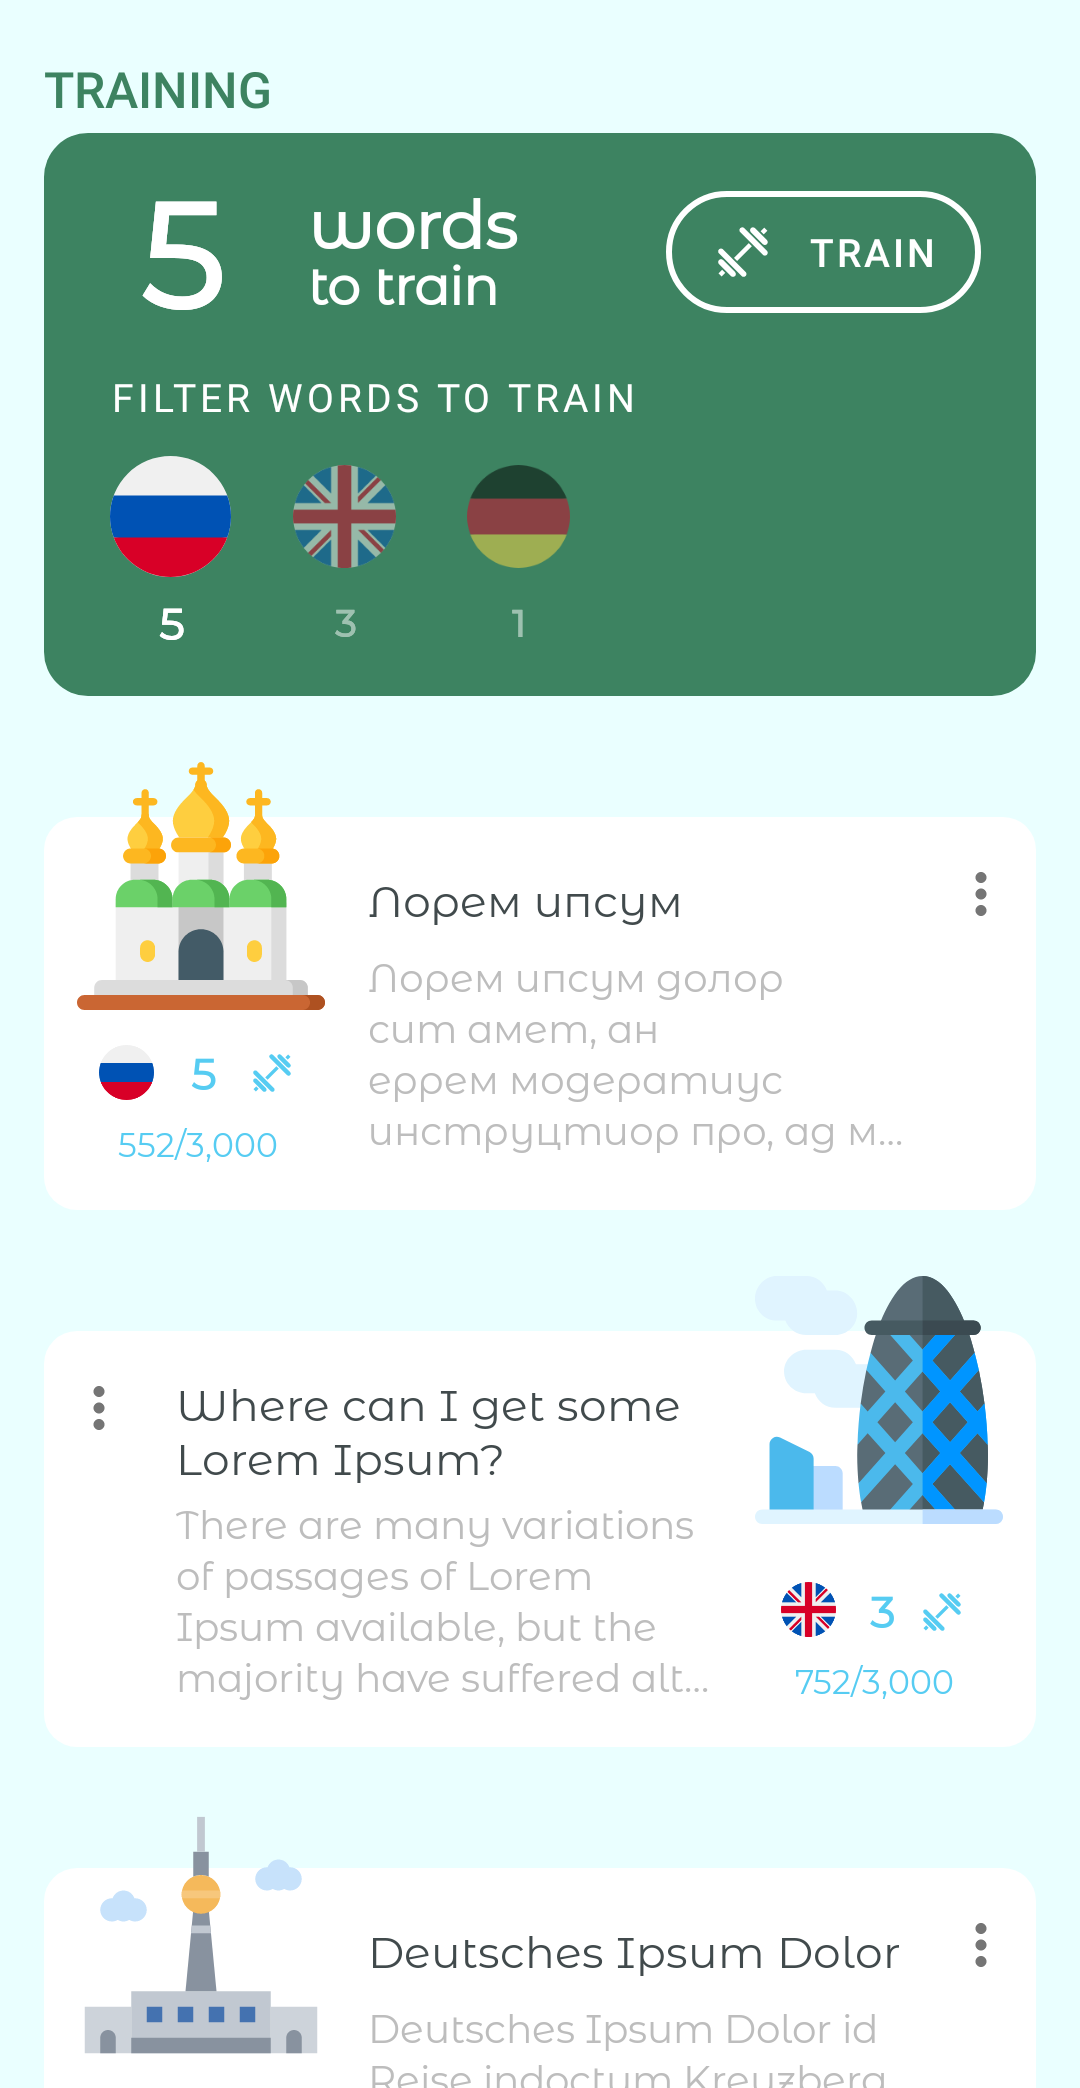 TRAINING
5 words
to train
TRAIN
FILTER WORDS TO TRAIN
5 3 1
Лорем ипсум
Лорем ипсум долор
сит амет, ан
еррем модератиус
инструцтиор про, ад м...
5
552/3,000
Where can I get some
Lorem Ipsum?
There are many variations
of passages of Lorem
Ipsum available, but the
majority have suffered alt...
3
752/3,000
Deutsches Ipsum Dolor
Deutsches Ipsum Dolor id
Reise indoctum Kreuzberg